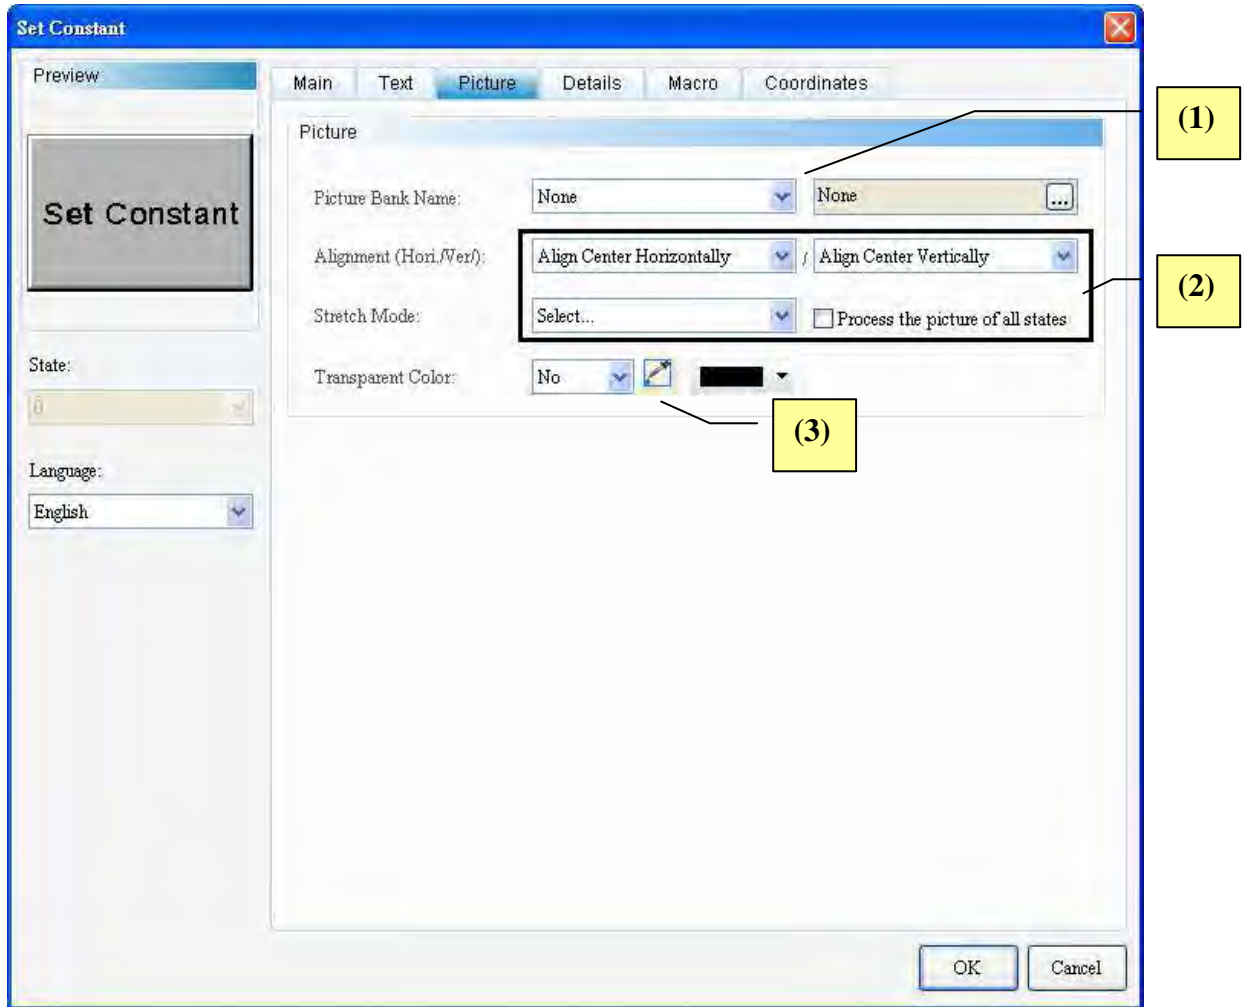 Set Constant
Preview
Main Text Picture Details Macro Coordinates
(1)
Picture
Set Constant
Picture Bank Name: None None ...
Alignment (Hori./Ver/): Align Center Horizontally / Align Center Vertically
(2)
Stretch Mode: Select... Process the picture of all states
State:
Transparent Color: No
0
(3)
Language:
English
OK Cancel